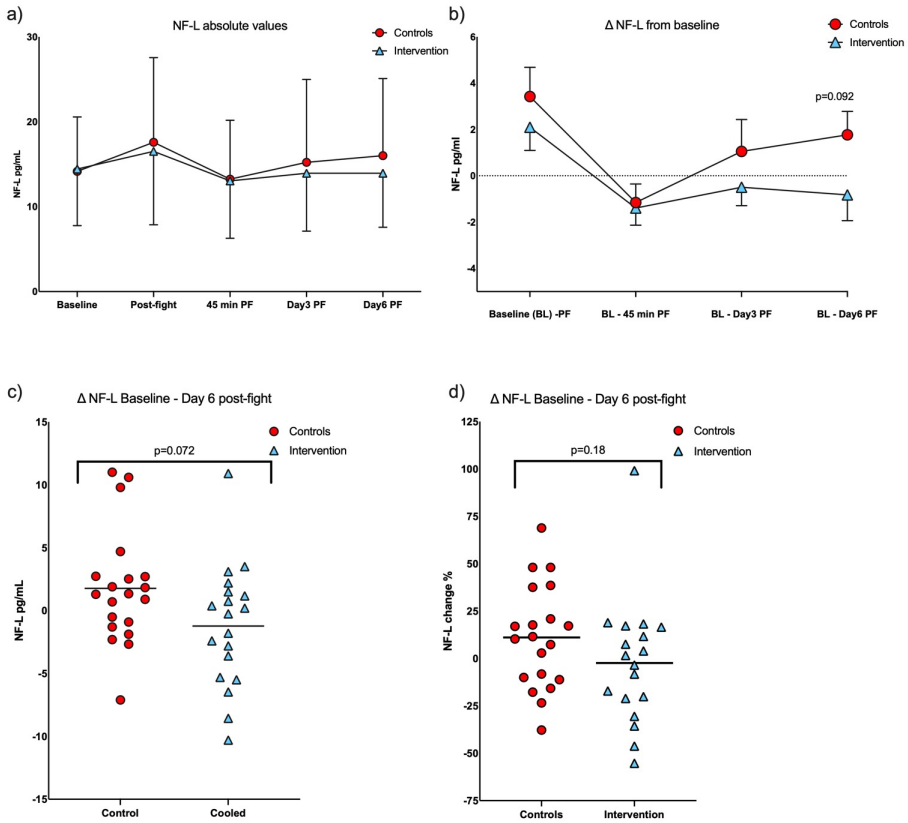 a)
NF-L absolute values
Controls
Intervention
30
20
10
0
NF-L pg/mL
Baseline
Post-fight
45 min PF
Day3 PF
Day6 PF
b)
Δ NF-L from baseline
Controls
Intervention
6
4
2
0
-2
-4
NF-L pg/ml
p=0.092
Baseline (BL) -PF
BL - 45 min PF
BL - Day3 PF
BL - Day6 PF
c)
Δ NF-L Baseline - Day 6 post-fight
Controls
Intervention
p=0.072
15
10
5
0
-5
-10
-15
NF-L pg/mL
Control
Cooled
d)
Δ NF-L Baseline - Day 6 post-fight
Controls
Intervention
p=0.18
125
100
75
50
25
0
-25
-50
-75
NF-L change %
Controls
Intervention